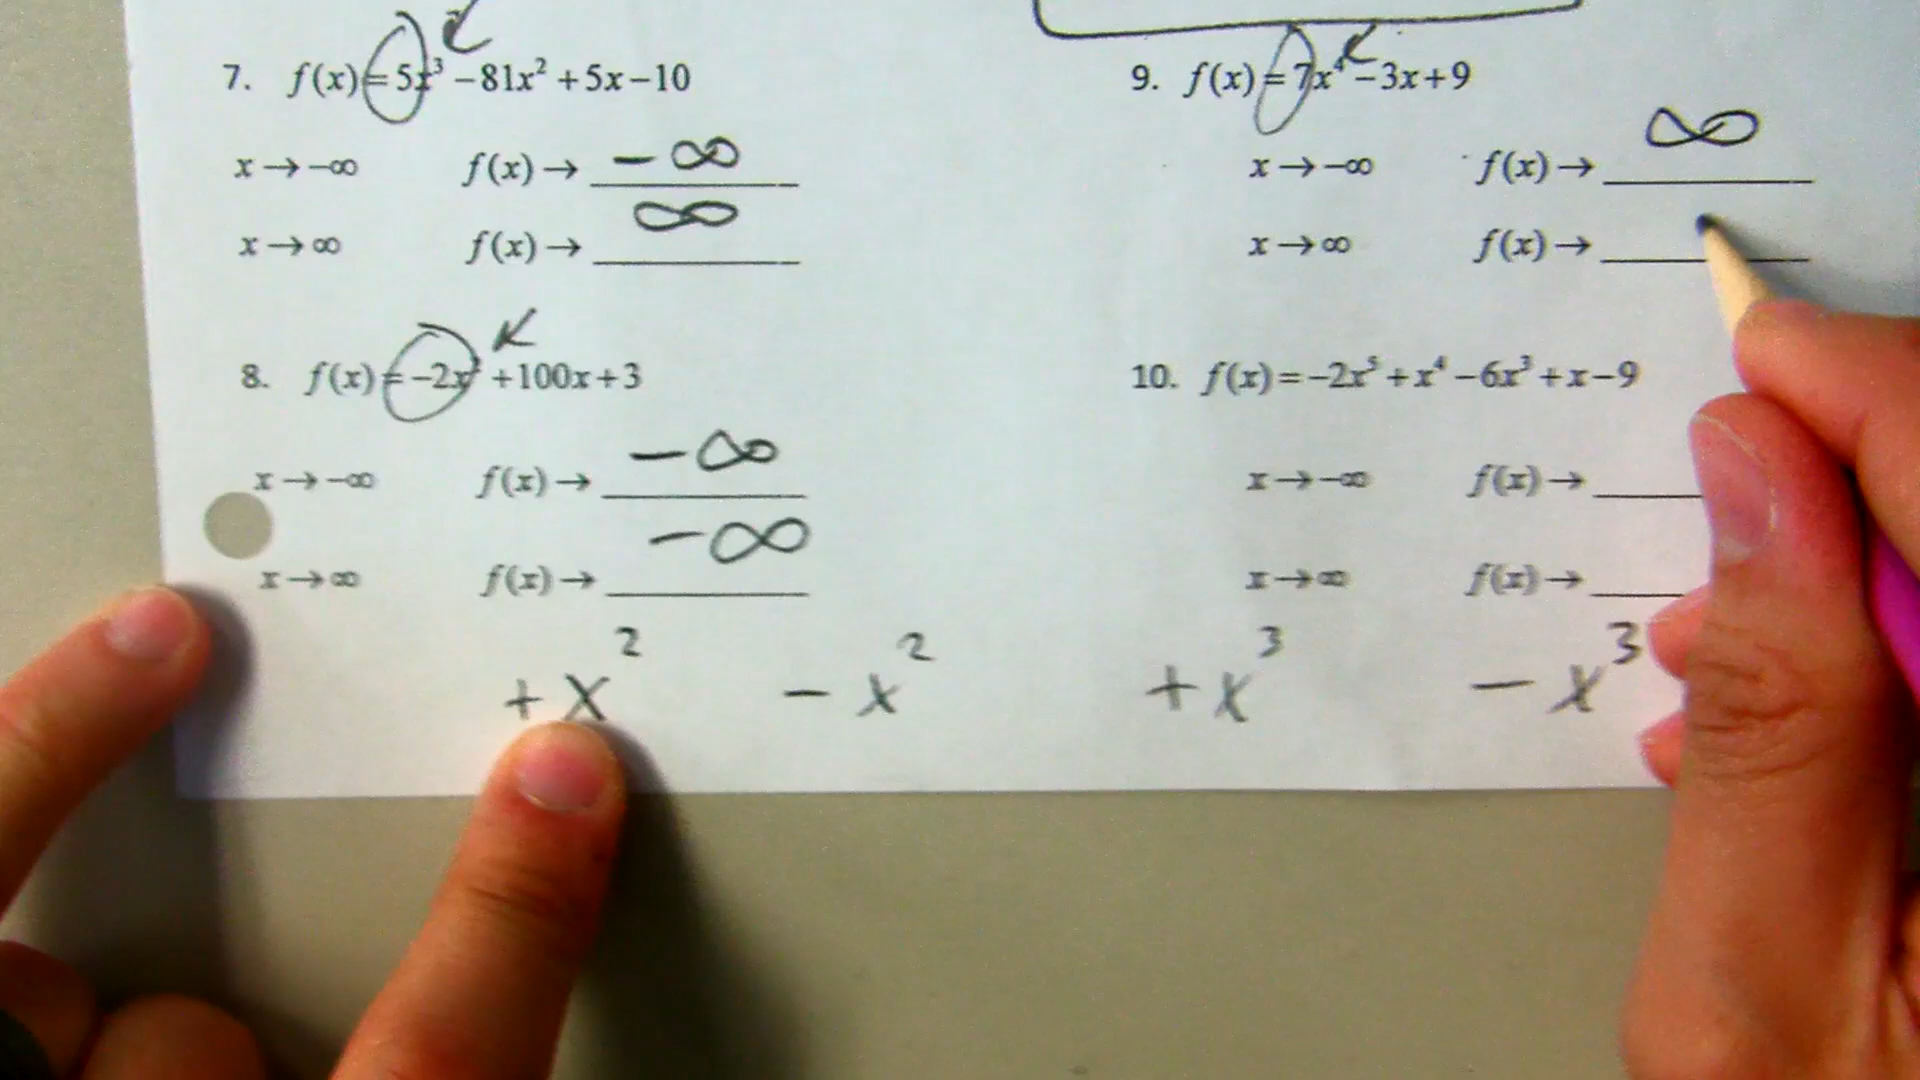 7. f(x)=5x³−81x²+5x−10
x→−∞ f(x)→ −∞
x→∞ f(x)→ ∞
8. f(x)=−2x² +100x+3
x→−∞ f(x)→ −∞
x→∞ f(x)→ −∞
9. f(x)=7x⁴−3x+9
x→−∞ f(x)→ ∞
x→∞ f(x)→
10. f(x)=−2x⁵+x⁴−6x³+x−9
x→−∞ f(x)→
x→∞ f(x)→
+x² −x² +x³ −x³